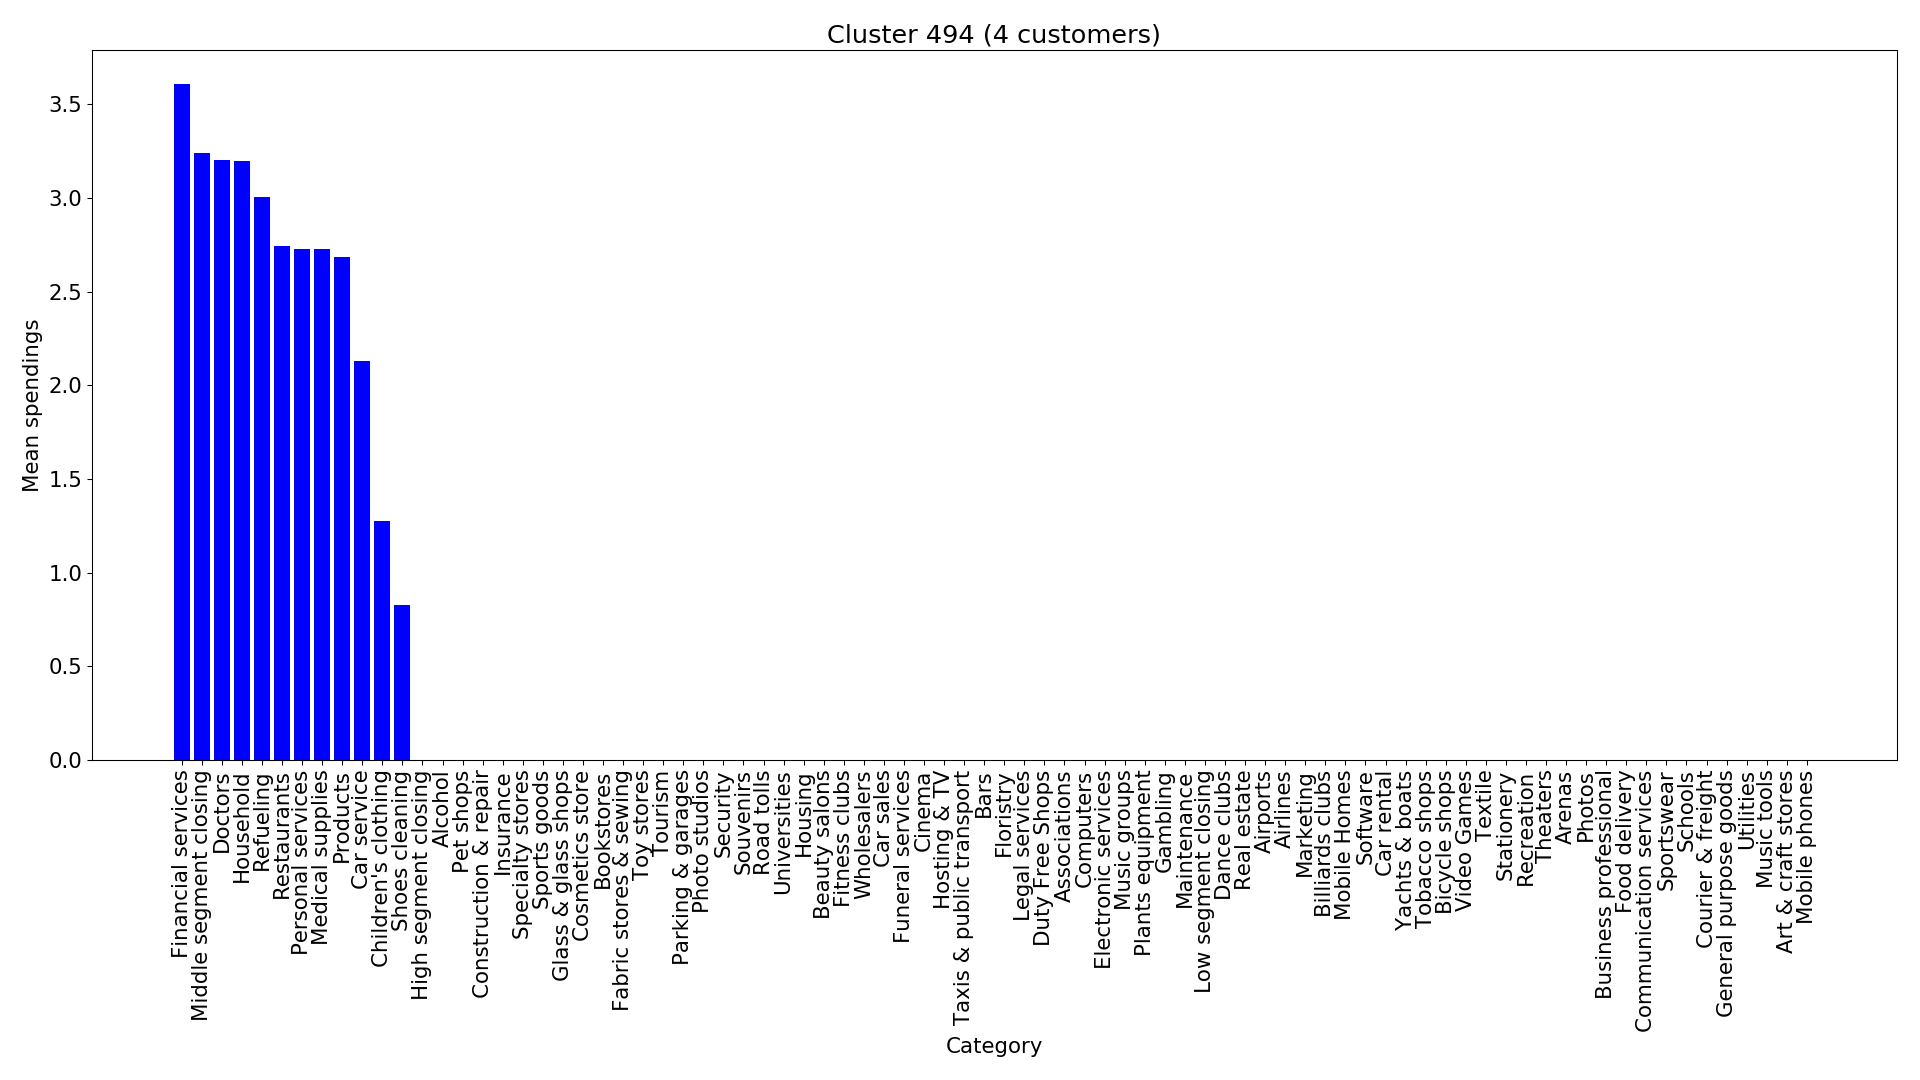 Cluster 494 (4 customers)
Mean spendings
3.5
3.0
2.5
2.0
1.5
1.0
0.5
0.0
Financial services
Middle segment closing
Doctors
Household
Refueling
Restaurants
Personal services
Medical supplies
Products
Car service
Children's clothing
Shoes cleaning
High segment closing
Alcohol
Pet shops
Construction & repair
Insurance
Specialty stores
Sports goods
Glass & glass shops
Cosmetics store
Bookstores
Fabric stores & sewing
Toy stores
Tourism
Parking & garages
Photo studios
Security
Souvenirs
Road tolls
Universities
Housing
Beauty salons
Fitness clubs
Wholesalers
Car sales
Funeral services
Cinema
Hosting & TV
Taxis & public transport
Bars
Floristry
Legal services
Duty Free Shops
Associations
Computers
Electronic services
Music groups
Plants equipment
Gambling
Maintenance
Low segment closing
Dance clubs
Real estate
Airports
Airlines
Marketing
Billiards clubs
Mobile Homes
Software
Car rental
Yachts & boats
Tobacco shops
Bicycle shops
Video Games
Textile
Stationery
Recreation
Theaters
Arenas
Photos
Business professional
Food delivery
Communication services
Sportswear
Schools
Courier & freight
General purpose goods
Utilities
Music tools
Art & craft stores
Mobile phones
Category